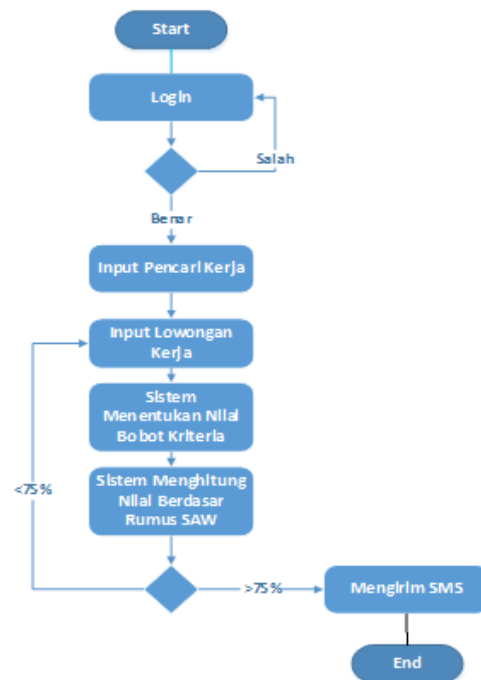 Start
Login
Salah
Benar
Input Pencari Kerja
Input Lowongan
Kerja
Sistem
Menentukan Nilai
Bobot Kriteria
<75%
Sistem Menghitung
Nilai Berdasar
Rumus SAW
>75%
Mengirim SMS
End